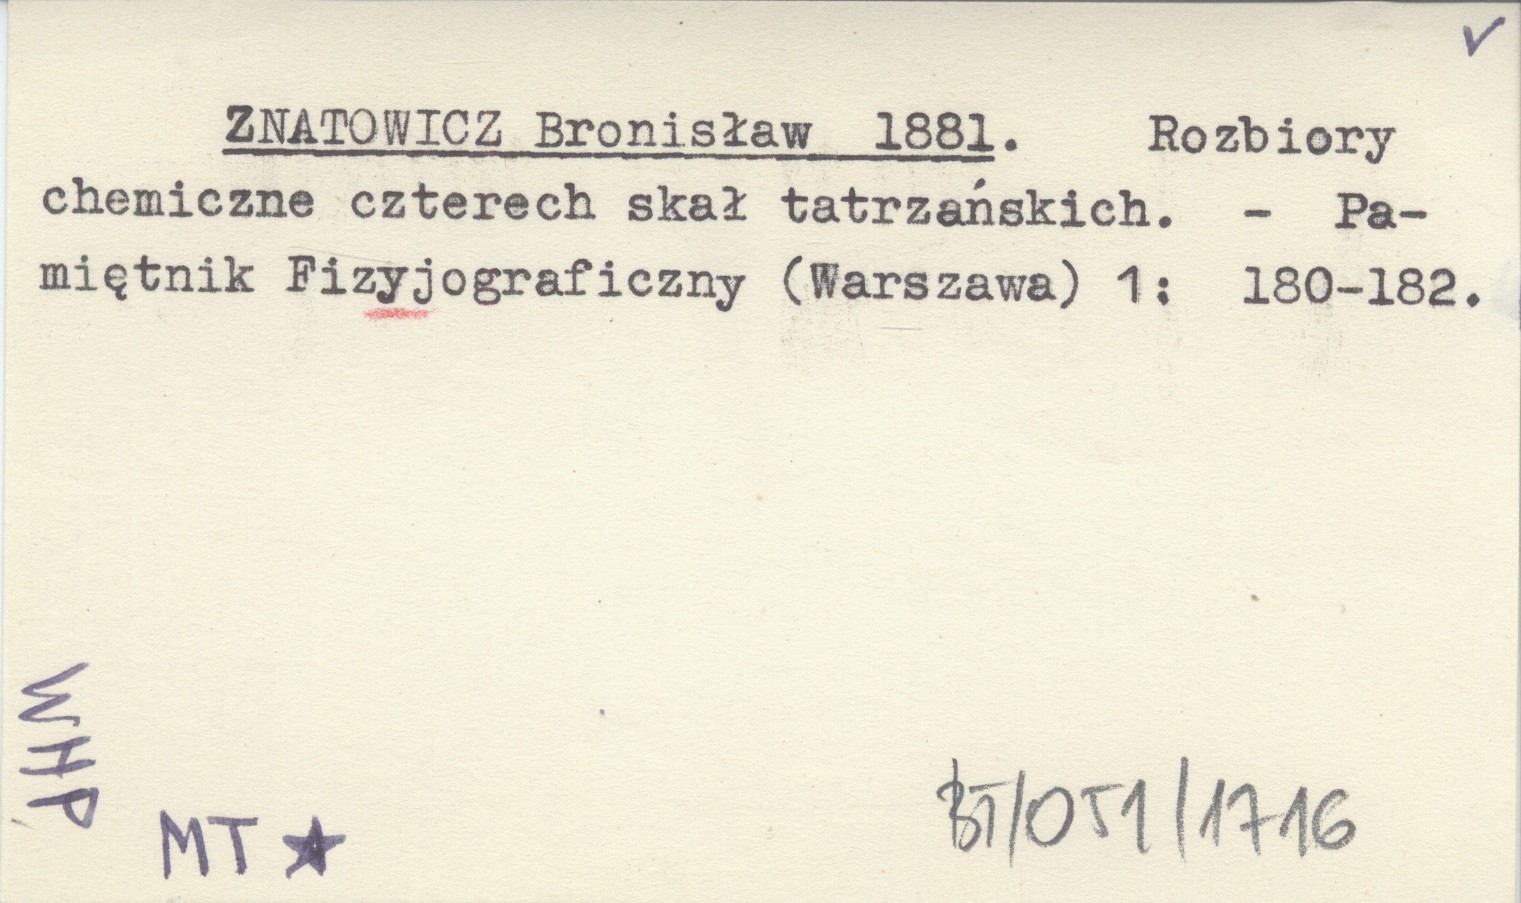 ZNATOWICZ Bronisław 1881. Rozbiory
chemiczne czterech skał tatrzańskich. - Pa-
miętnik Fizyjograficzny (Warszawa) 1: 180-182.
WHP
MT ★
BT/051/1716